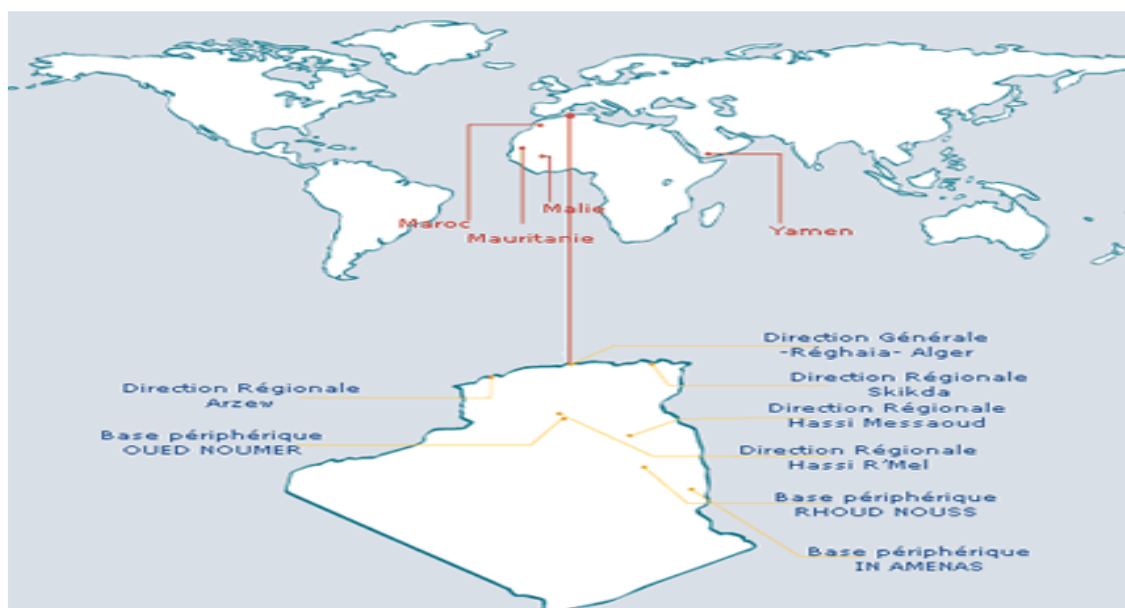 Malie
Maroc
Mauritanie
Yamen
Direction Générale
-Réghaia- Alger
Direction Régionale
Arzew
Direction Régionale
Skikda
Direction Régionale
Hassi Messaoud
Base périphérique
OUED NOUMER
Direction Régionale
Hassi R'Mel
Base périphérique
RHOUD NOUSS
Base périphérique
IN AMENAS